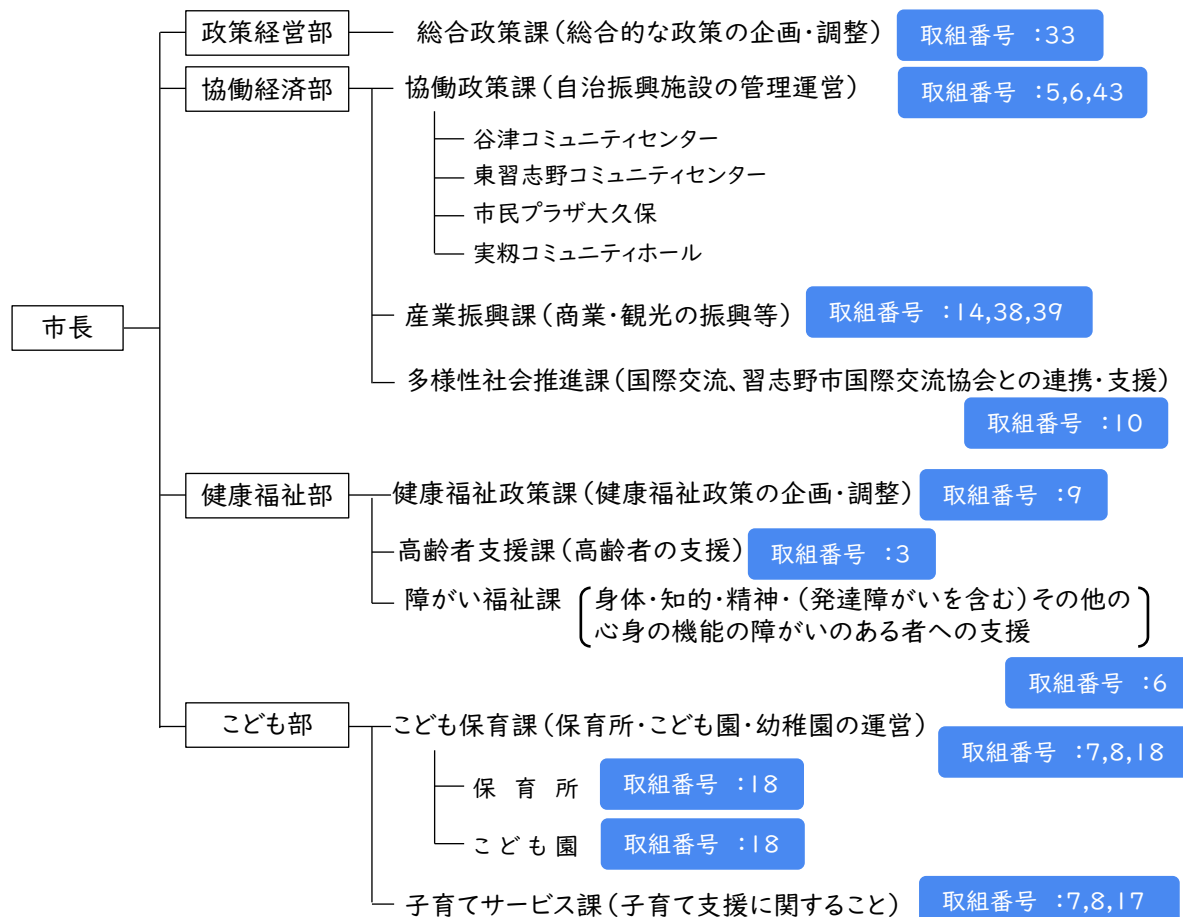 政策経営部 総合政策課(総合的な政策の企画・調整) 取組番号 :33
協働経済部 協働政策課(自治振興施設の管理運営) 取組番号 :5,6,43
谷津コミュニティセンター
東習志野コミュニティセンター
市民プラザ大久保
実籾コミュニティホール
市長 産業振興課(商業・観光の振興等) 取組番号 :14,38,39
多様性社会推進課(国際交流、習志野市国際交流協会との連携・支援)
取組番号 :10
健康福祉部 健康福祉政策課(健康福祉政策の企画・調整) 取組番号 :9
高齢者支援課(高齢者の支援) 取組番号 :3
障がい福祉課 身体・知的・精神・(発達障がいを含む)その他の
心身の機能の障がいのある者への支援
取組番号 :6
こども部 こども保育課(保育所・こども園・幼稚園の運営)
取組番号 :7,8,18
保 育 所 取組番号 :18
こども園 取組番号 :18
子育てサービス課(子育て支援に関すること) 取組番号 :7,8,17